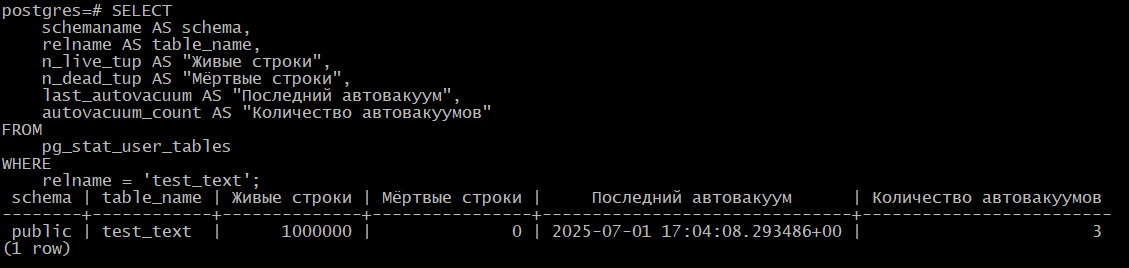 postgres=# SELECT
    schemaname AS schema,
    relname AS table_name,
    n_live_tup AS "Живые строки",
    n_dead_tup AS "Мёртвые строки",
    last_autovacuum AS "Последний автовакуум",
    autovacuum_count AS "Количество автовакуумов"
FROM
    pg_stat_user_tables
WHERE
    relname = 'test_text';
 schema | table_name | Живые строки | Мёртвые строки |     Последний автовакуум      | Количество автовакуумов
--------+------------+--------------+----------------+-------------------------------+-------------------------
 public | test_text  |      1000000 |              0 | 2025-07-01 17:04:08.293486+00 |                       3
(1 row)